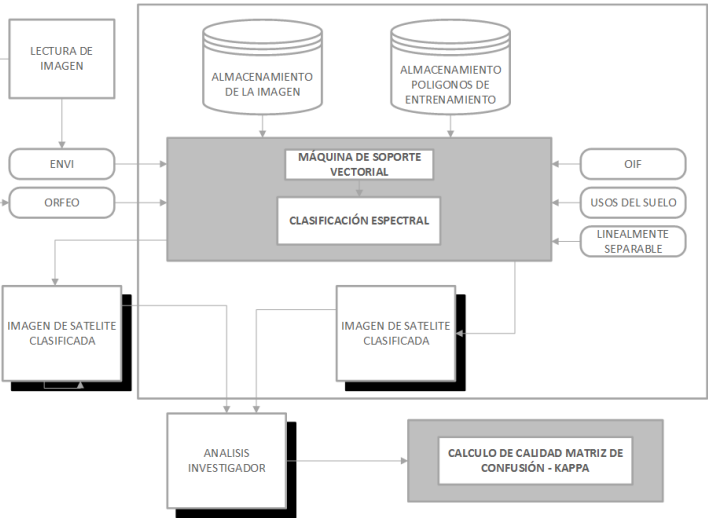 LECTURA DE
IMAGEN
ALMACENAMIENTO
DE LA IMAGEN
ALMACENAMIENTO
POLIGONOS DE
ENTRENAMIENTO
ENVI
ORFEO
MÁQUINA DE SOPORTE
VECTORIAL
CLASIFICACIÓN ESPECTRAL
OIF
USOS DEL SUELO
LINEALMENTE
SEPARABLE
IMAGEN DE SATELITE
CLASIFICADA
IMAGEN DE SATELITE
CLASIFICADA
ANALISIS
INVESTIGADOR
CALCULO DE CALIDAD MATRIZ DE
CONFUSIÓN - KAPPA